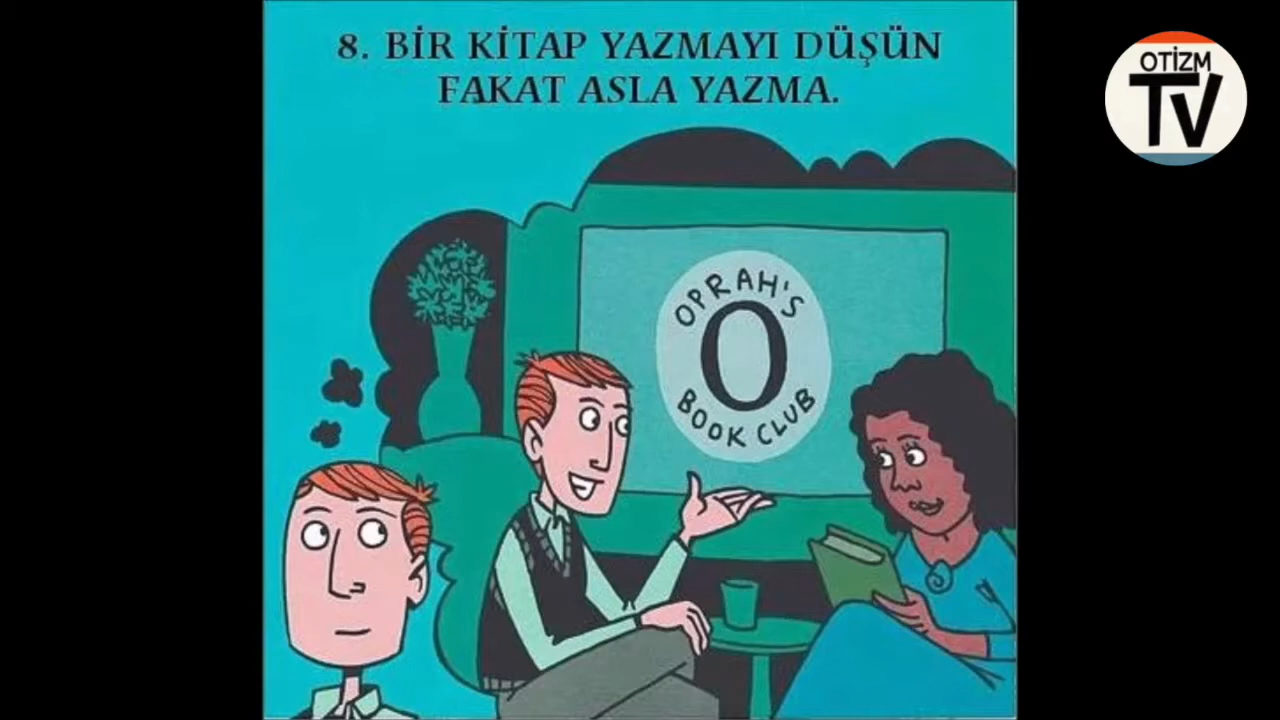 8. BİR KİTAP YAZMAYI DÜŞÜN
FAKAT ASLA YAZMA.
OTİZM
TV
OPRAH'S
O
BOOK CLUB